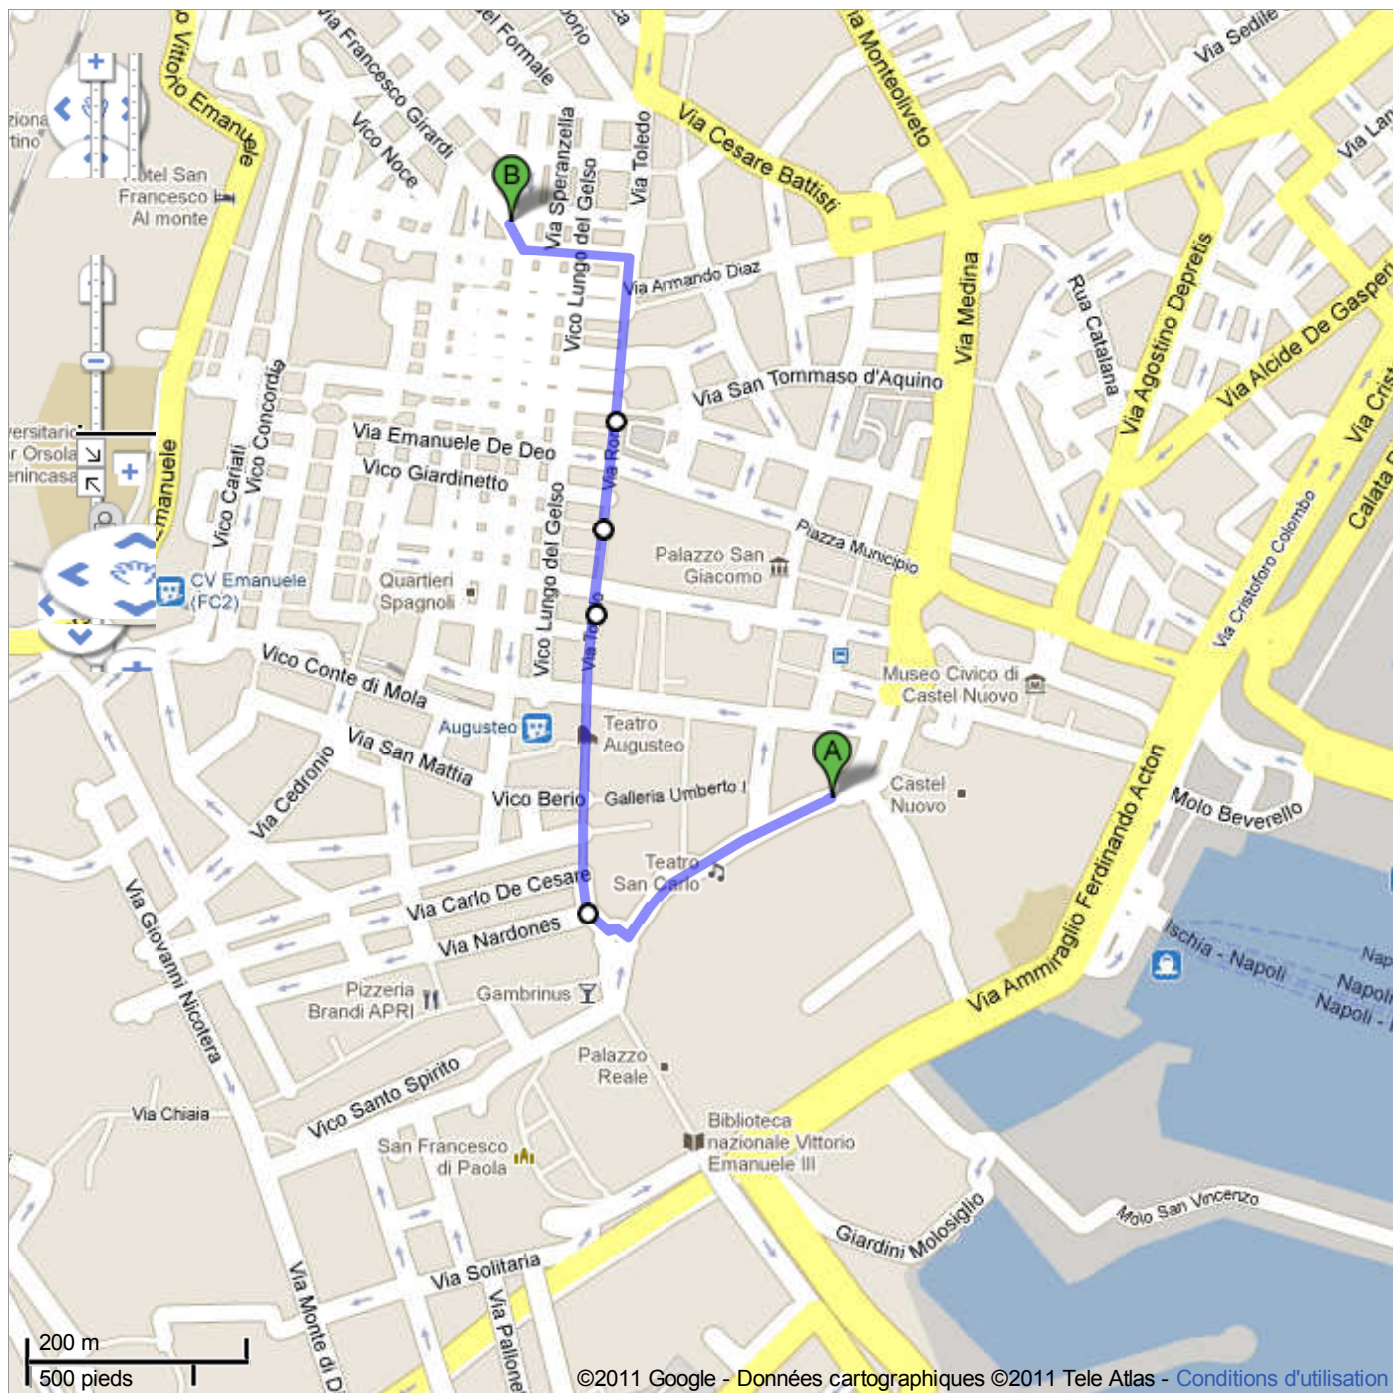 Via Francesco Girardi
del Formale
Via Monteoliveto
Via Sedile
o Vittorio Emanuele
Via Cesare Battisti
Vico Noce
Via Speranzella
Vico Lungo del Gelso
Via Toledo
B
Hotel San
Francesco
Al monte
Via Armando Diaz
Via Medina
Rua Catalana
Via Agostino Depretis
Via Alcide De Gasperi
Via San Tommaso d'Aquino
Vico Concordia
Vico Cariati
Via Emanuele De Deo
Vico Giardinetto
Vico Lungo del Gelso
Emanuele
Piazza Municipio
Palazzo San
Giacomo
Via Cristoforo Colombo
CV Emanuele
(FC2)
Quartieri
Spagnoli
Vico Conte di Mola
Museo Civico di
Castel Nuovo
Augusteo
Teatro
Augusteo
Via San Mattia
Via Cedronio
A
Vico Berio
Galleria Umberto I
Castel
Nuovo
Molo Beverello
Via Ammiraglio Ferdinando Acton
Teatro
San Carlo
Via Carlo De Cesare
Via Nardones
Via Giovanni Nicotera
Ischia - Napoli
Napoli
Napoli -
Pizzeria
Brandi APRI
Gambrinus
Palazzo
Reale
Via Chiaia
Vico Santo Spirito
San Francesco
di Paola
Biblioteca
nazionale Vittorio
Emanuele III
Molo San Vincenzo
Giardini Molosiglio
Via Solitaria
Via Monte di D
Via Pallone
200 m
500 pieds
©2011 Google - Données cartographiques ©2011 Tele Atlas - Conditions d'utilisation